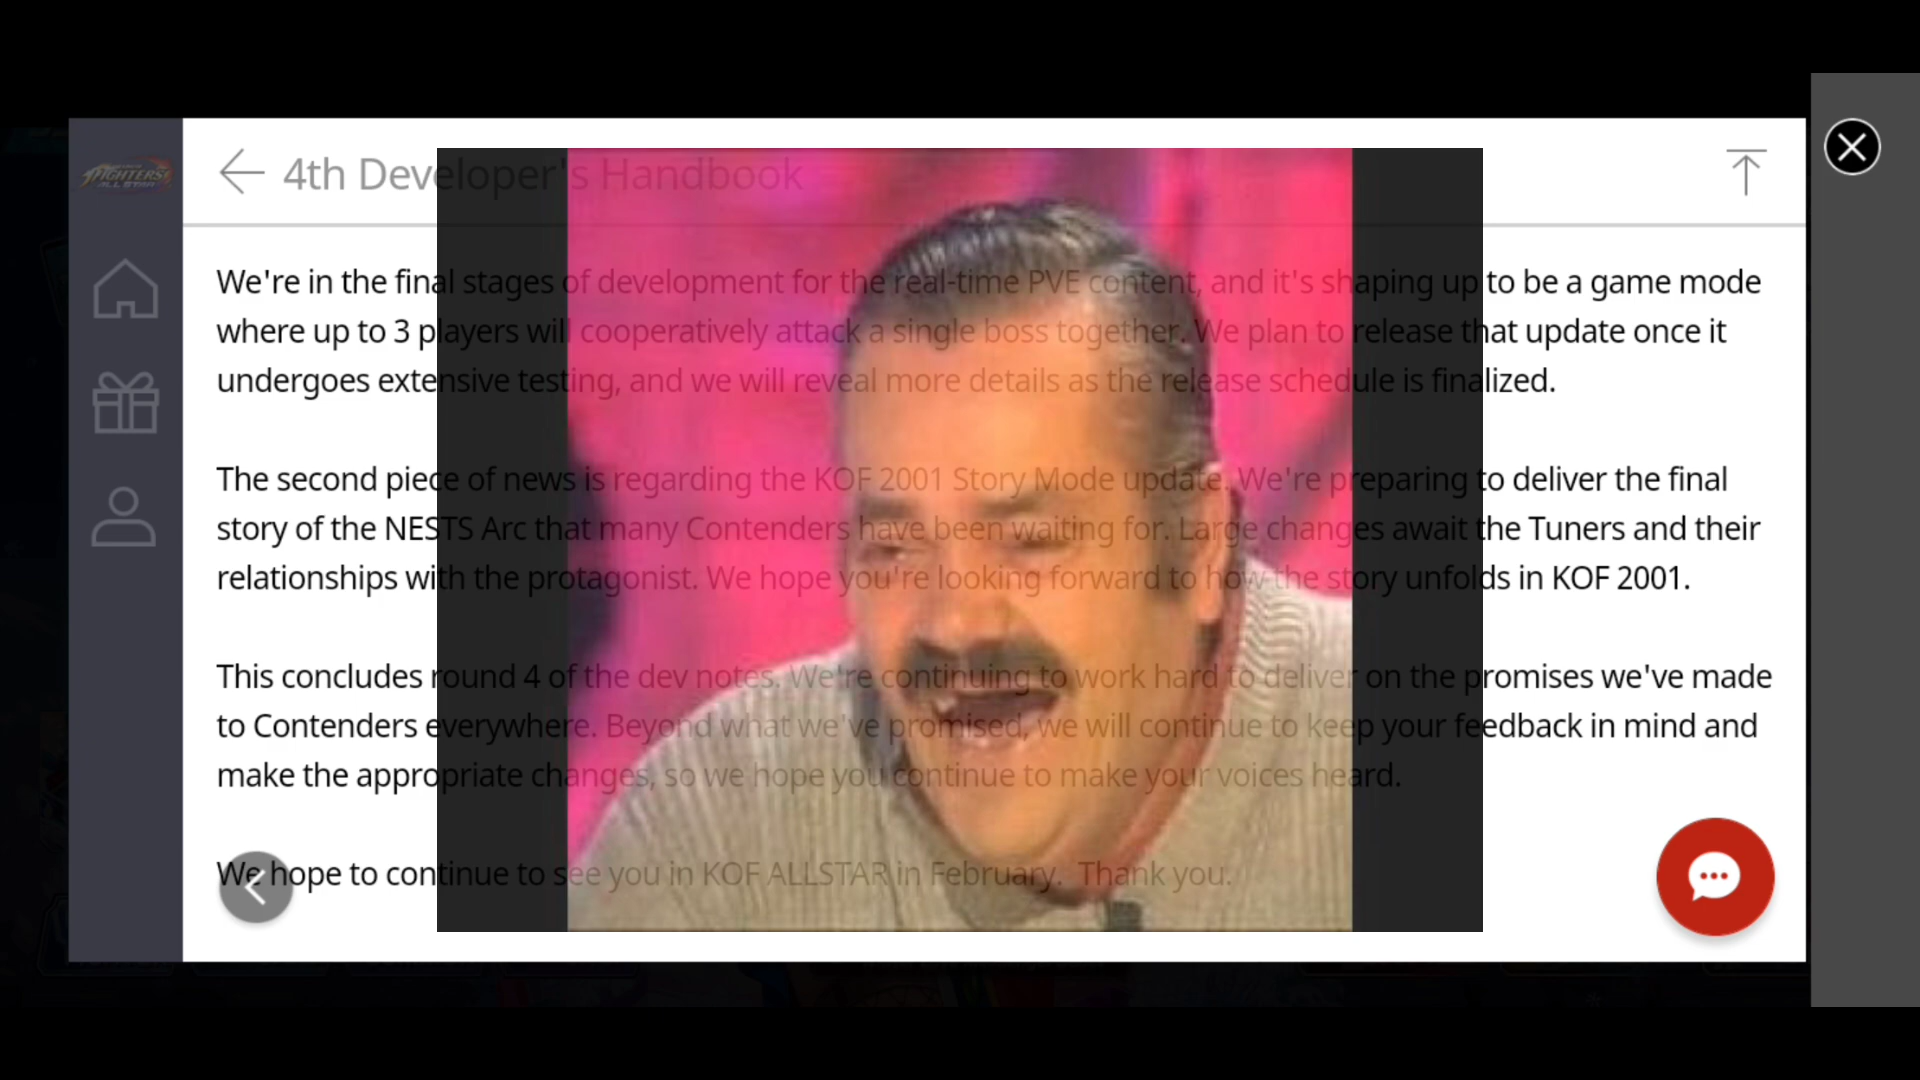 FIGHTERS
ALL STAR
4th Developer's Handbook
We're in the final stages of development for the real-time PVE content, and it's shaping up to be a game mode
where up to 3 players will cooperatively attack a single boss together. We plan to release that update once it
undergoes extensive testing, and we will reveal more details as the release schedule is finalized.
The second piece of news is regarding the KOF 2001 Story Mode update. We're preparing to deliver the final
story of the NESTS Arc that many Contenders have been waiting for. Large changes await the Tuners and their
relationships with the protagonist. We hope you're looking forward to how the story unfolds in KOF 2001.
This concludes round 4 of the dev notes. We're continuing to work hard to deliver on the promises we've made
to Contenders everywhere. Beyond what we've promised, we will continue to keep your feedback in mind and
make the appropriate changes, so we hope you continue to make your voices heard.
We hope to continue to see you in KOF ALLSTAR in February. Thank you.